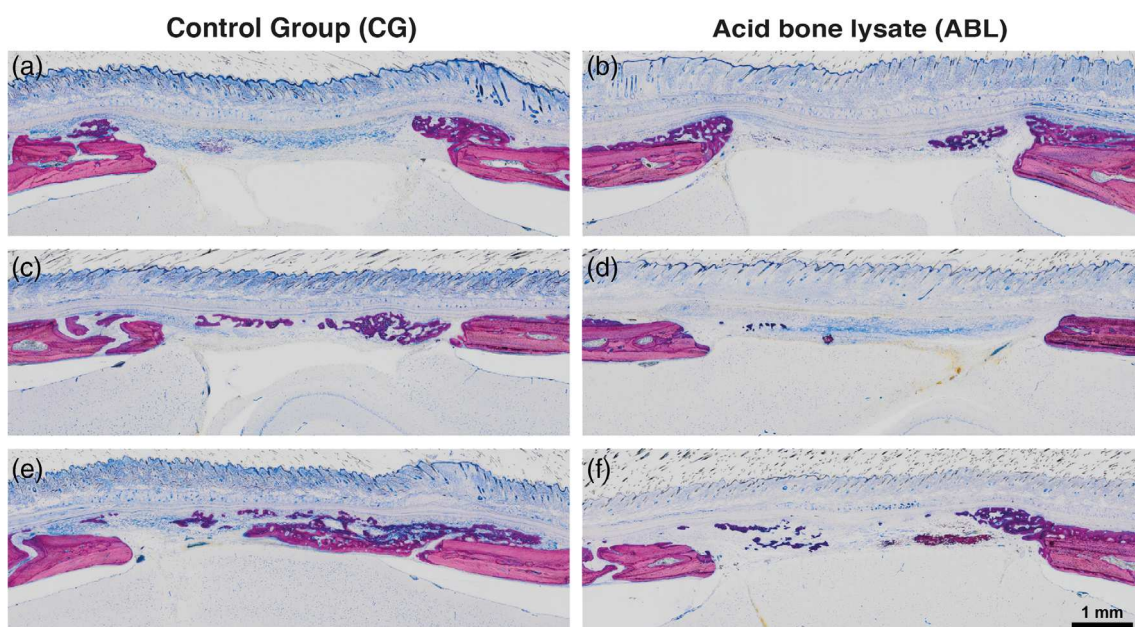 Control Group (CG)
Acid bone lysate (ABL)
(a)
(b)
(c)
(d)
(e)
(f)
1 mm